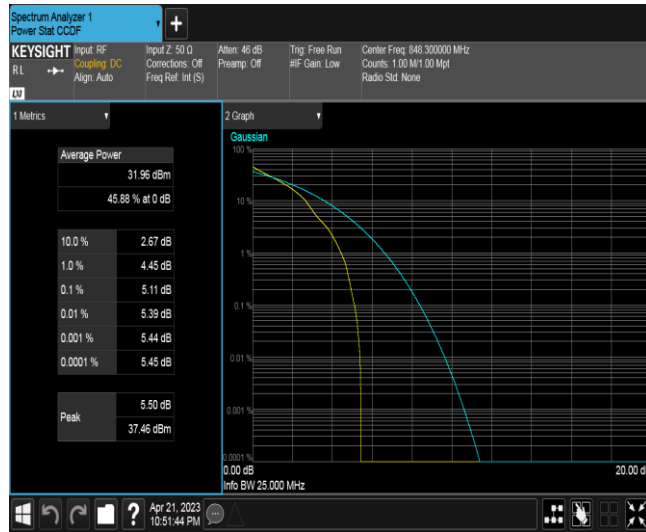 Spectrum Analyzer 1
Power Stat CCDF
+
KEYSIGHT
RL
LXI
Input: RF
Coupling: DC
Align: Auto
Input Z: 50 Ω
Corrections: Off
Freq Ref: Int (S)
Atten: 46 dB
Preamp: Off
Trig: Free Run
#IF Gain: Low
Center Freq: 848.300000 MHz
Counts: 1.00 M/1.00 Mpt
Radio Std: None
1 Metrics
Average Power
31.96 dBm
45.88 % at 0 dB
10.0 % 2.67 dB
1.0 % 4.45 dB
0.1 % 5.11 dB
0.01 % 5.39 dB
0.001 % 5.44 dB
0.0001 % 5.45 dB
Peak
5.50 dB
37.46 dBm
2 Graph
Gaussian
100 %
10 %
1 %
0.1 %
0.01 %
0.001 %
0.0001 %
0.00 dB
20.00 d
Info BW 25.000 MHz
?
Apr 21, 2023
10:51:44 PM